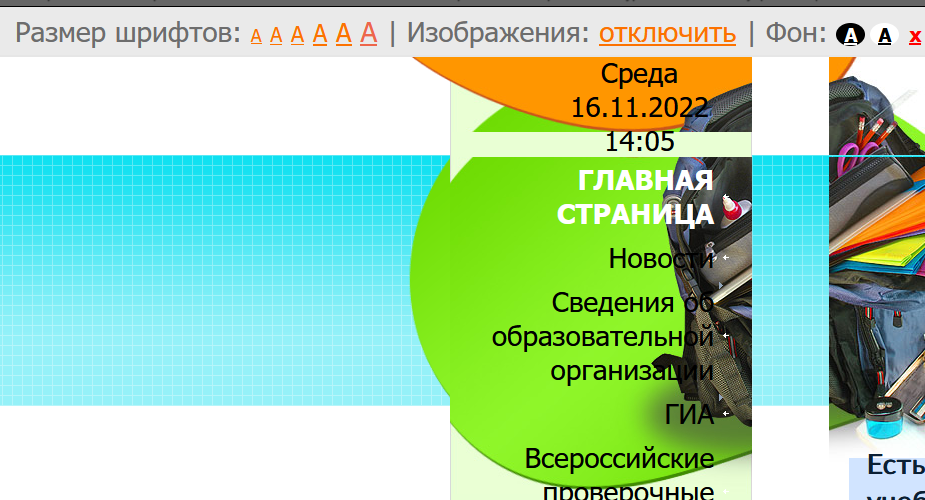 Размер шрифтов: А А А А А А | Изображения: отключить | Фон: А А х
Среда
16.11.2022
14:05
ГЛАВНАЯ
СТРАНИЦА
Новости
Сведения об
образовательной
организации
ГИА
Всероссийские
проверочные
Есть